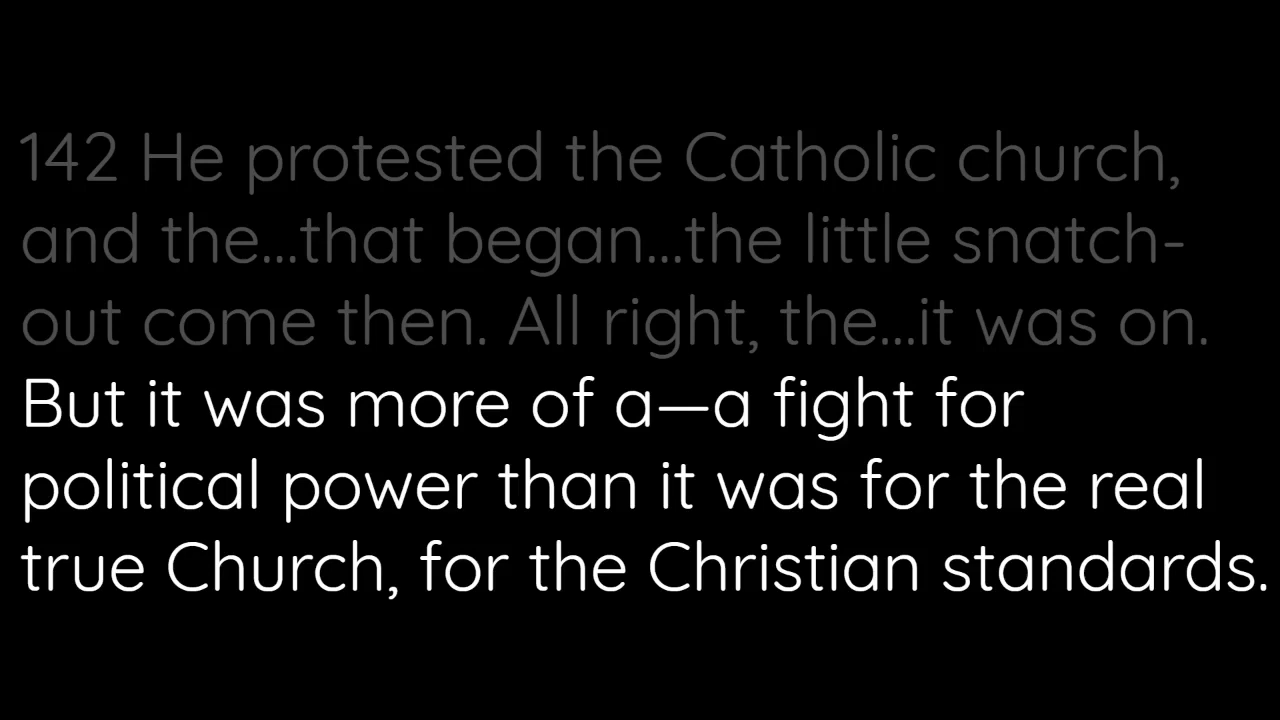 142 He protested the Catholic church,
and the...that began...the little snatch-
out come then. All right, the...it was on.
But it was more of a—a fight for
political power than it was for the real
true Church, for the Christian standards.